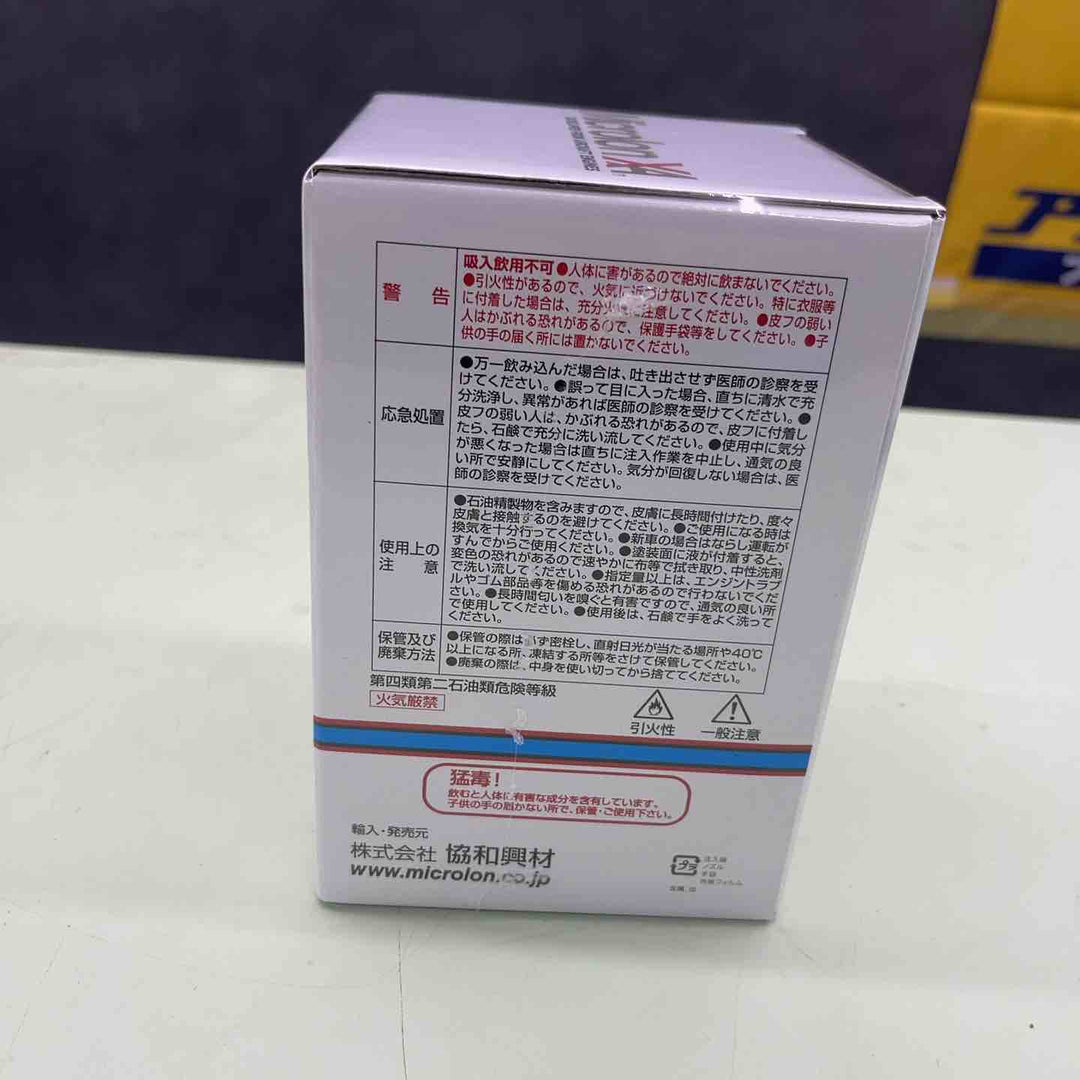 警告
吸入飲用不可●人体に害があるので絶対に飲まないでください。
●引火性があるので、火気に近づけないでください。特に衣服等
に付着した場合は、充分火気に注意してください。●皮フの弱い
人はかぶれる恐れがあるので、保護手袋等をしてください。●子
供の手の届く所には置かないでください。
応急処置
●万一飲み込んだ場合は、吐き出させず医師の診察を受
けてください。●誤って目に入った場合、直ちに清水で充
分洗浄し、異常があれば医師の診察を受けてください。●
皮フの弱い人は、かぶれる恐れがあるので、皮フに付着し
たら、石鹸で充分に洗い流してください。●使用中に気分
が悪くなった場合は直ちに注入作業を中止し、通気の良
い所で安静にしてください。気分が回復しない場合は、医
師の診察を受けてください。
使用上の
注意
●石油精製物を含みますので、皮膚に長時間付けたり、度々
皮膚と接触するのを避けてください。●ご使用になる時は
換気を十分行ってください。●新車の場合はならし運転が
すんでからご使用ください。●塗装面に液が付着すると、
変色の恐れがあるので速やかに布等で拭き取り、中性洗剤
で洗い流してください。●指定量以上は、エンジントラブ
ルやゴム部品等を傷める恐れがあるので行わないでくだ
さい。●長時間匂いを嗅ぐと有害ですので、通気の良い所
で使用してください。●使用後は、石鹸で手をよく洗って
ください。
保管及び
廃棄方法
●保管の際は必ず密栓し、直射日光が当たる場所や40℃
以上になる所、凍結する所等をさけて保管してください。
●廃棄の際は、中身を使い切ってから捨ててください。
第四類第二石油類危険等級
火気厳禁
引火性
一般注意
猛毒!
飲むと人体に有害な成分を含有しています。
子供の手の届かない所で、保管・ご使用下さい。
輸入・発売元
株式会社 協和興材
www.microlon.co.jp
プラ
注入器
ノズル
手袋
外装フィルム